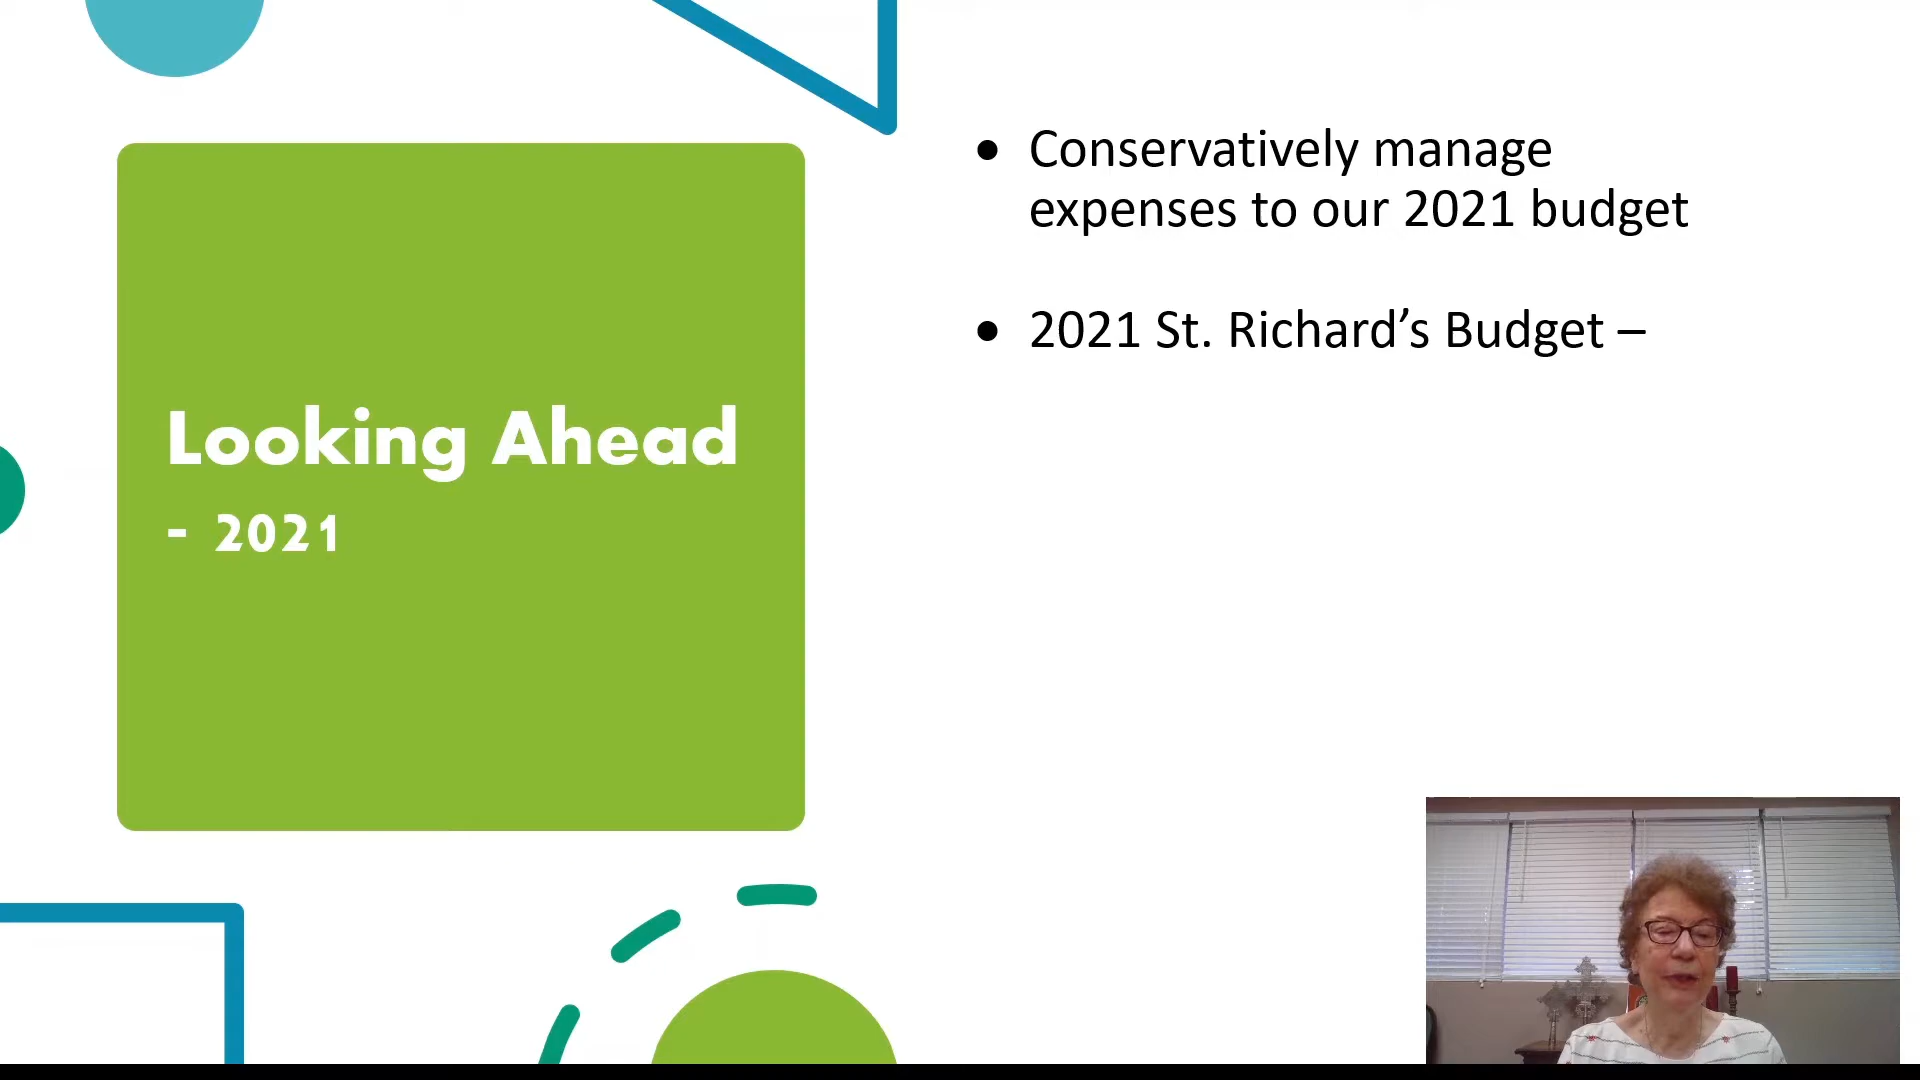 Looking Ahead
- 2021
• Conservatively manage
expenses to our 2021 budget
• 2021 St. Richard’s Budget –